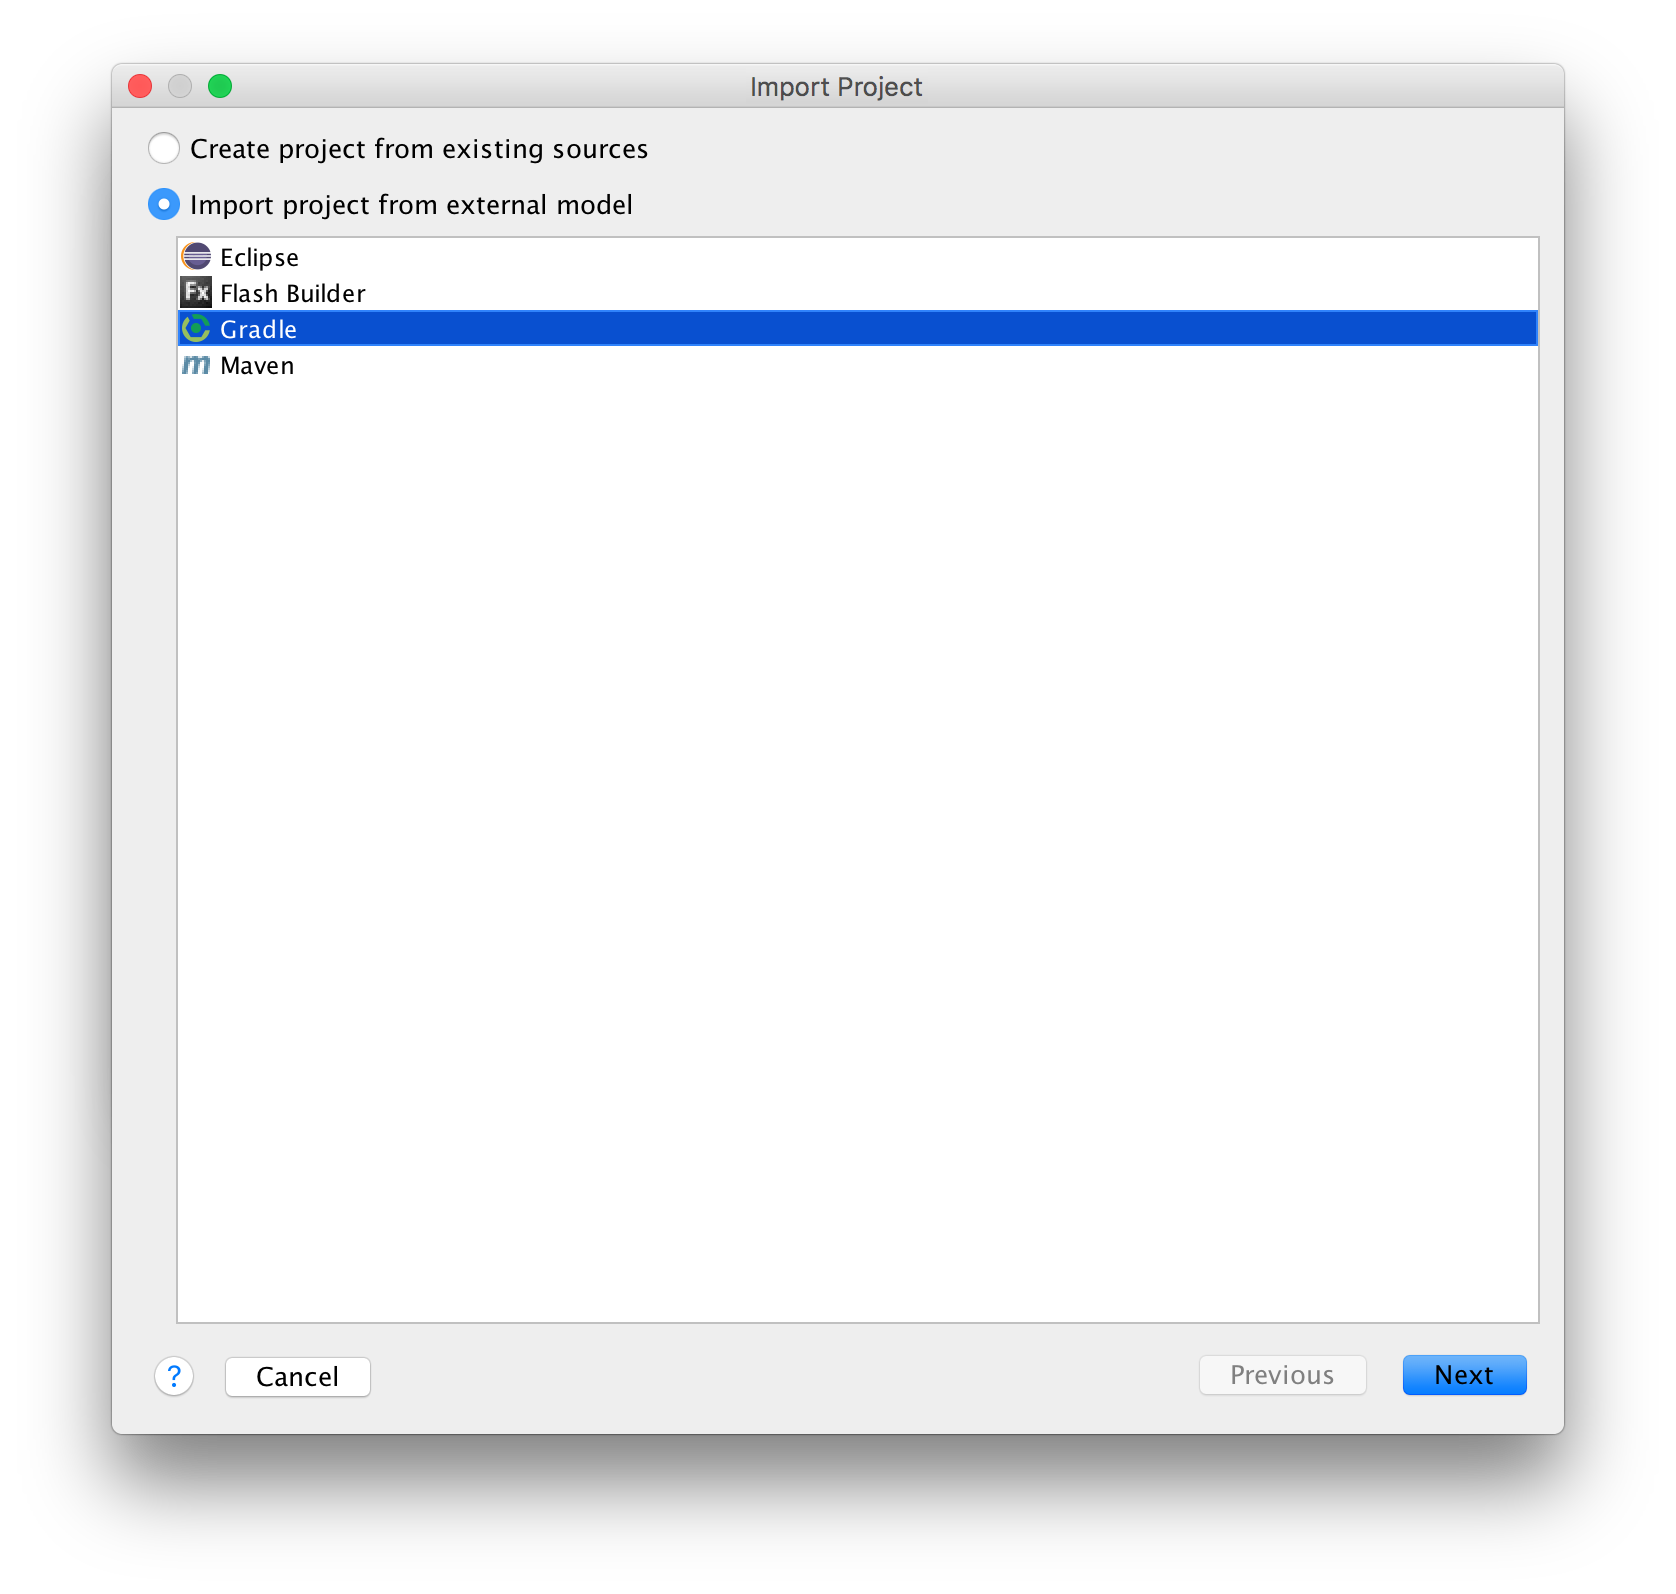 Import Project
Create project from existing sources
Import project from external model
Eclipse
Fx Flash Builder
Gradle
m Maven
? Cancel Previous Next